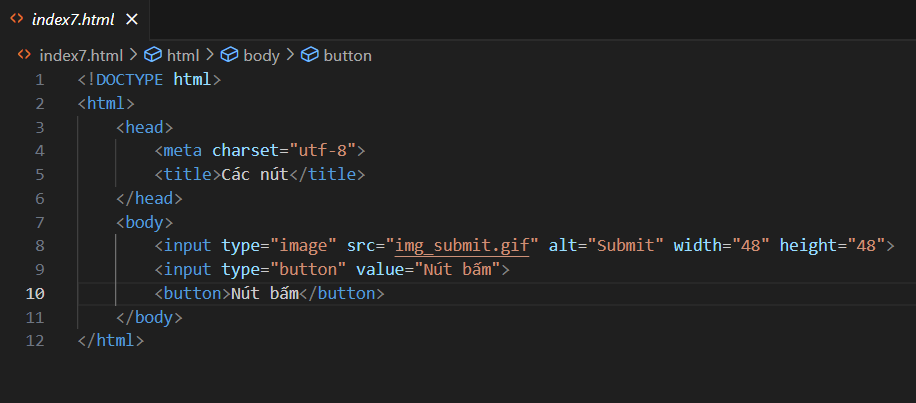 index7.html
index7.html > html > body > button
1 <!DOCTYPE html>
2 <html>
3 <head>
4 <meta charset="utf-8">
5 <title>Các nút</title>
6 </head>
7 <body>
8 <input type="image" src="img_submit.gif" alt="Submit" width="48" height="48">
9 <input type="button" value="Nút bấm">
10 <button>Nút bấm</button>
11 </body>
12 </html>